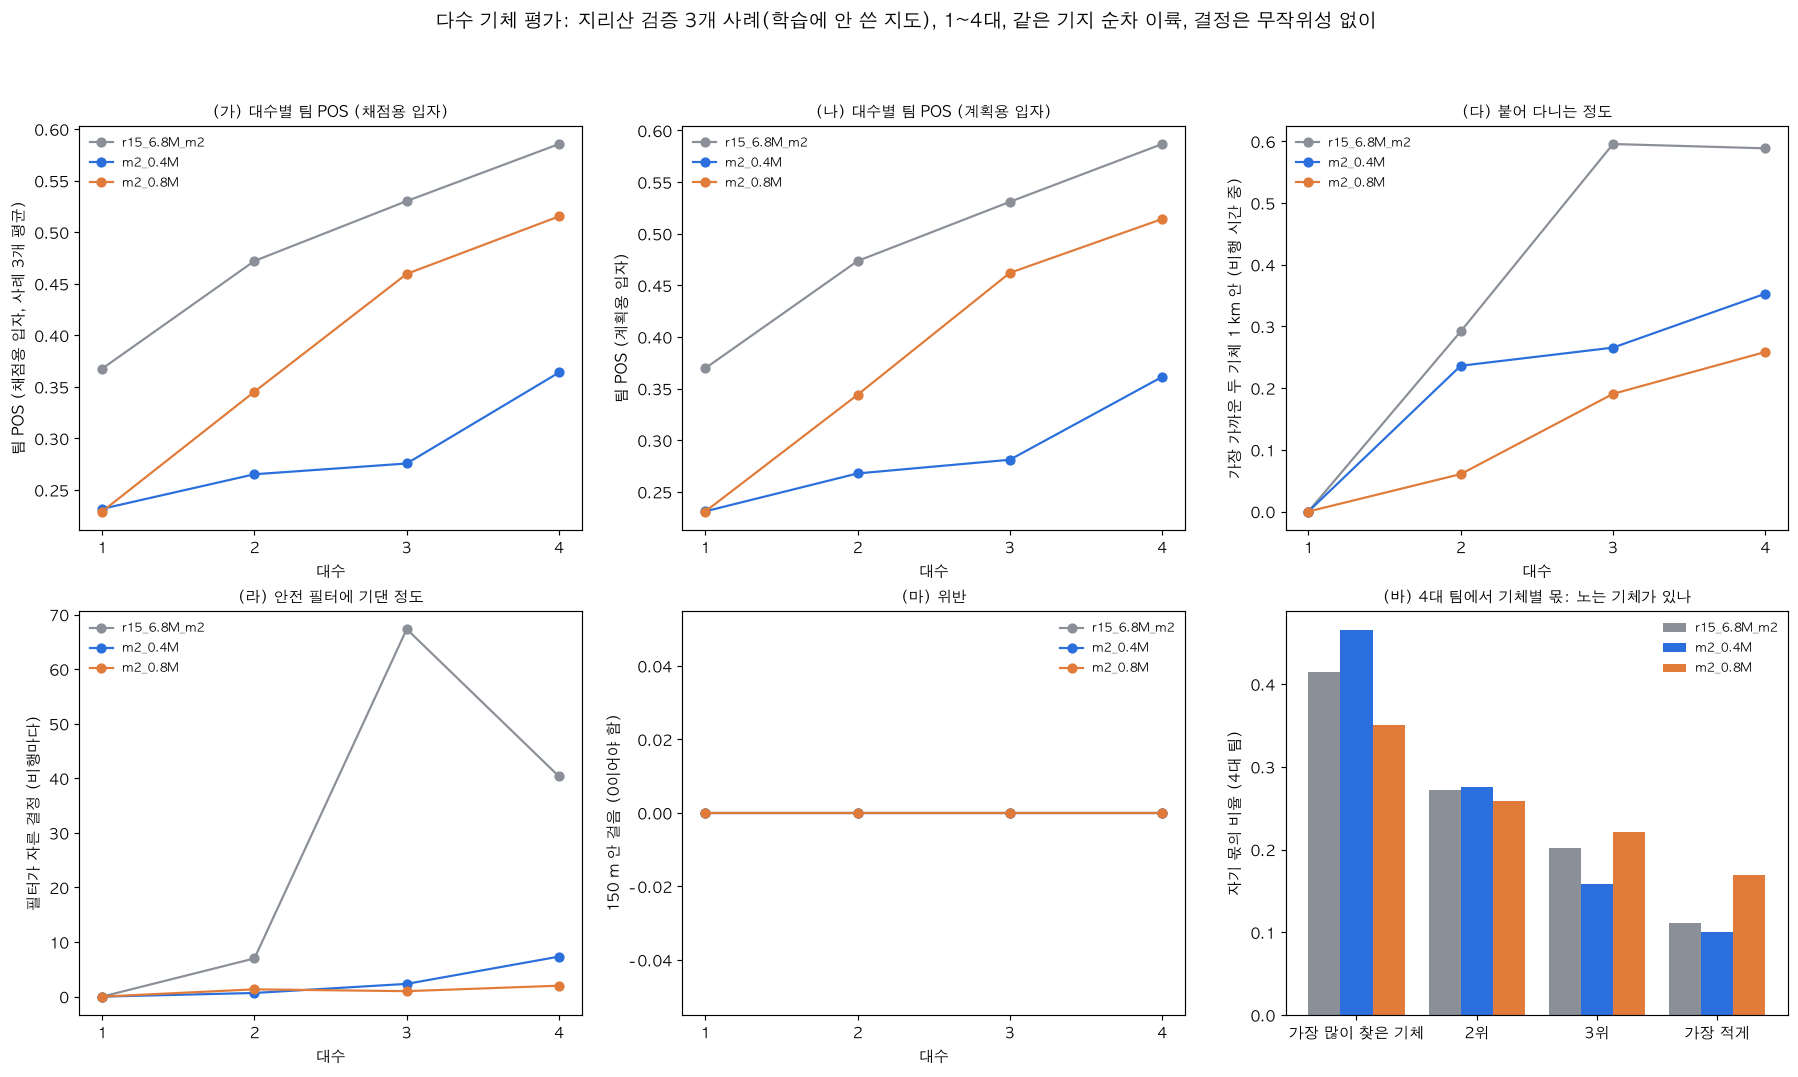 다수 기체 평가: 지리산 검증 3개 사례(학습에 안 쓴 지도), 1~4대, 같은 기지 순차 이륙, 결정은 무작위성 없이
(가) 대수별 팀 POS (채점용 입자)
팀 POS (채점용 입자, 사례 3개 평균)
0.60
0.55
0.50
0.45
0.40
0.35
0.30
0.25
r15_6.8M_m2
m2_0.4M
m2_0.8M
1 2 3 4
대수
(나) 대수별 팀 POS (계획용 입자)
팀 POS (계획용 입자)
0.60
0.55
0.50
0.45
0.40
0.35
0.30
0.25
r15_6.8M_m2
m2_0.4M
m2_0.8M
1 2 3 4
대수
(다) 붙어 다니는 정도
가장 가까운 두 기체 1 km 안 (비행 시간 중)
0.6
0.5
0.4
0.3
0.2
0.1
0.0
r15_6.8M_m2
m2_0.4M
m2_0.8M
1 2 3 4
대수
(라) 안전 필터에 기댄 정도
필터가 자른 결정 (비행마다)
70
60
50
40
30
20
10
0
r15_6.8M_m2
m2_0.4M
m2_0.8M
1 2 3 4
대수
(마) 위반
150 m 안 걸음 (0이어야 함)
0.04
0.02
0.00
-0.02
-0.04
r15_6.8M_m2
m2_0.4M
m2_0.8M
1 2 3 4
대수
(바) 4대 팀에서 기체별 몫: 노는 기체가 있나
자기 몫의 비율 (4대 팀)
0.4
0.3
0.2
0.1
0.0
r15_6.8M_m2
m2_0.4M
m2_0.8M
가장 많이 찾은 기체 2위 3위 가장 적게